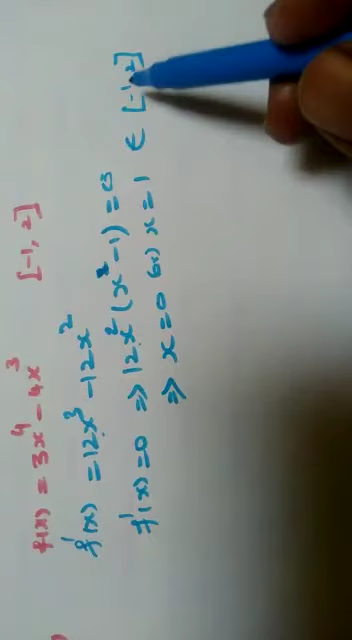 f(x) = 3x⁴ - 4x³ [-1, 2]
f'(x) = 12x³ - 12x²
f'(x) = 0 ⇒ 12x²(x - 1) = 0
⇒ x = 0 (or) x = 1 ∈ [-1, 2]